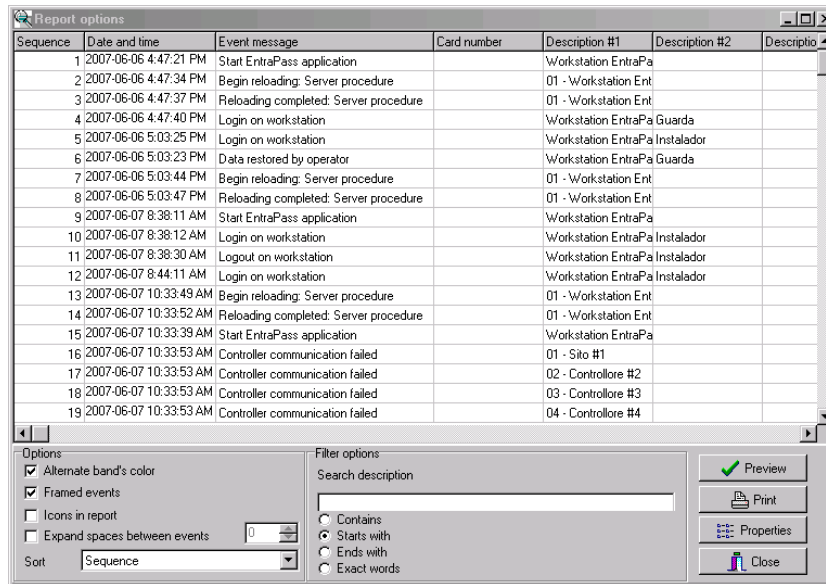 Report options
Sequence Date and time Event message Card number Description #1 Description #2 Descriptio
1 2007-06-06 4:47:21 PM Start EntraPass application Workstation EntraPa
2 2007-06-06 4:47:34 PM Begin reloading: Server procedure 01 - Workstation Ent
3 2007-06-06 4:47:37 PM Reloading completed: Server procedure 01 - Workstation Ent
4 2007-06-06 4:47:40 PM Login on workstation Workstation EntraPa Guarda
5 2007-06-06 5:03:25 PM Login on workstation Workstation EntraPa Instalador
6 2007-06-06 5:03:23 PM Data restored by operator Workstation EntraPa Guarda
7 2007-06-06 5:03:44 PM Begin reloading: Server procedure 01 - Workstation Ent
8 2007-06-06 5:03:47 PM Reloading completed: Server procedure 01 - Workstation Ent
9 2007-06-07 8:38:11 AM Start EntraPass application Workstation EntraPa
10 2007-06-07 8:38:12 AM Login on workstation Workstation EntraPa Instalador
11 2007-06-07 8:38:30 AM Logout on workstation Workstation EntraPa Instalador
12 2007-06-07 8:44:11 AM Login on workstation Workstation EntraPa Instalador
13 2007-06-07 10:33:49 AM Begin reloading: Server procedure 01 - Workstation Ent
14 2007-06-07 10:33:52 AM Reloading completed: Server procedure 01 - Workstation Ent
15 2007-06-07 10:33:39 AM Start EntraPass application Workstation EntraPa
16 2007-06-07 10:33:53 AM Controller communication failed 01 - Sito #1
17 2007-06-07 10:33:53 AM Controller communication failed 02 - Controllore #2
18 2007-06-07 10:33:53 AM Controller communication failed 03 - Controllore #3
19 2007-06-07 10:33:53 AM Controller communication failed 04 - Controllore #4
Options
Alternate band's color
Framed events
Icons in report
Expand spaces between events 0
Sort Sequence
Filter options
Search description
Contains
Starts with
Ends with
Exact words
Preview
Print
Properties
Close